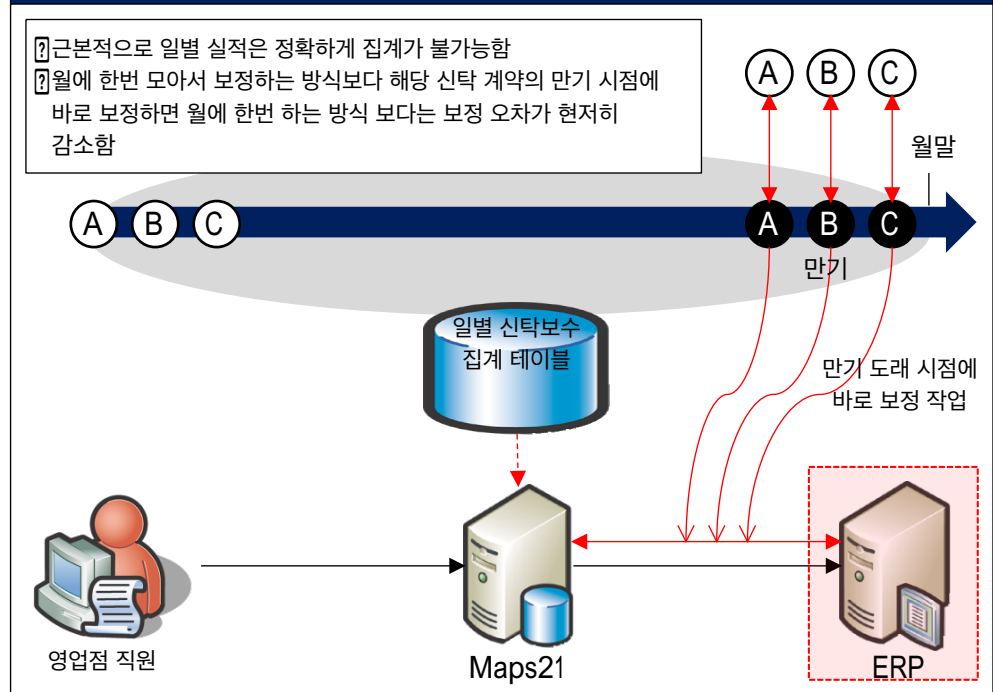 ⍰근본적으로 일별 실적은 정확하게 집계가 불가능함
⍰월에 한번 모아서 보정하는 방식보다 해당 신탁 계약의 만기 시점에
바로 보정하면 월에 한번 하는 방식 보다는 보정 오차가 현저히
감소함
A B C
월말
A B C A B C
만기
일별 신탁보수
집계 테이블
만기 도래 시점에
바로 보정 작업
영업점 직원
Maps21
ERP